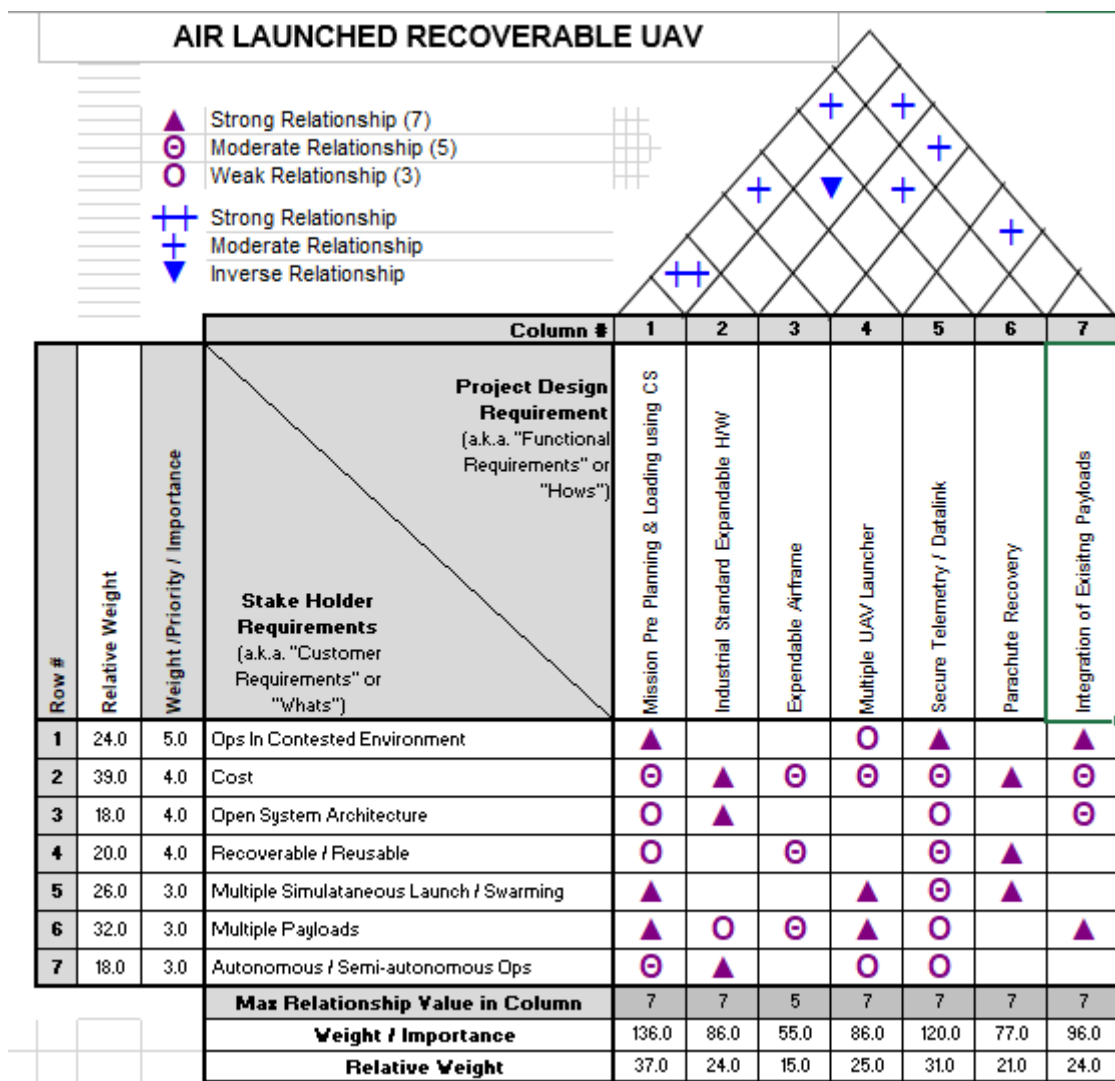 AIR LAUNCHED RECOVERABLE UAV
Strong Relationship (7)
Moderate Relationship (5)
Weak Relationship (3)
Strong Relationship
Moderate Relationship
Inverse Relationship
Column # 1 2 3 4 5 6 7
Row #
Relative Weight
Weight /Priority / Importance
Project Design
Requirement
(a.k.a. "Functional
Requirements" or
"Hows")
Stake Holder
Requirements
(a.k.a. "Customer
Requirements" or
"Whats")
Mission Pre Planning & Loading using CS
Industrial Standard Expandable H/W
Expendable Airframe
Multiple UAV Launcher
Secure Telemetry / Datalink
Parachute Recovery
Integration of Exisitng Payloads
1 24.0 5.0 Ops In Contested Environment
2 39.0 4.0 Cost
3 18.0 4.0 Open System Architecture
4 20.0 4.0 Recoverable / Reusable
5 26.0 3.0 Multiple Simulataneous Launch / Swarming
6 32.0 3.0 Multiple Payloads
7 18.0 3.0 Autonomous / Semi-autonomous Ops
Max Relationship Value in Column 7 7 5 7 7 7 7
Weight / Importance 136.0 86.0 55.0 86.0 120.0 77.0 96.0
Relative Weight 37.0 24.0 15.0 25.0 31.0 21.0 24.0